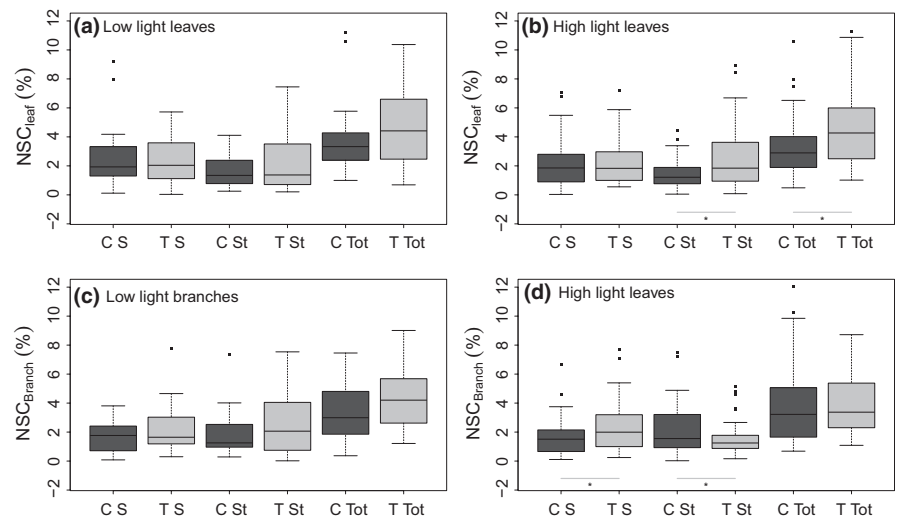 (a) Low light leaves
NSCleaf (%)
12
10
8
6
4
2
0
−2
C S T S C St T St C Tot T Tot
(b) High light leaves
NSCleaf (%)
12
10
8
6
4
2
0
−2
C S T S C St T St C Tot T Tot
(c) Low light branches
NSCBranch (%)
12
10
8
6
4
2
0
−2
C S T S C St T St C Tot T Tot
(d) High light leaves
NSCBranch (%)
12
10
8
6
4
2
0
−2
C S T S C St T St C Tot T Tot